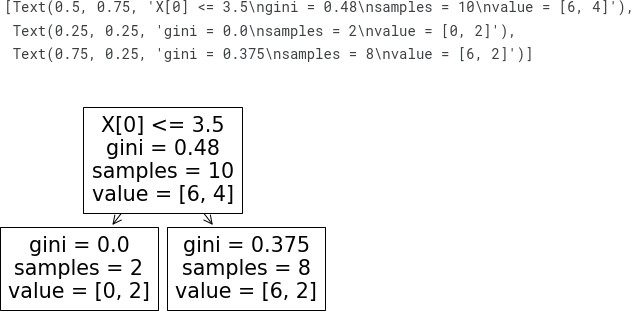 [Text(0.5, 0.75, 'X[0] <= 3.5\ngini = 0.48\nsamples = 10\nvalue = [6, 4]'),
Text(0.25, 0.25, 'gini = 0.0\nsamples = 2\nvalue = [0, 2]'),
Text(0.75, 0.25, 'gini = 0.375\nsamples = 8\nvalue = [6, 2]')]
X[0] <= 3.5
gini = 0.48
samples = 10
value = [6, 4]
gini = 0.0
samples = 2
value = [0, 2]
gini = 0.375
samples = 8
value = [6, 2]